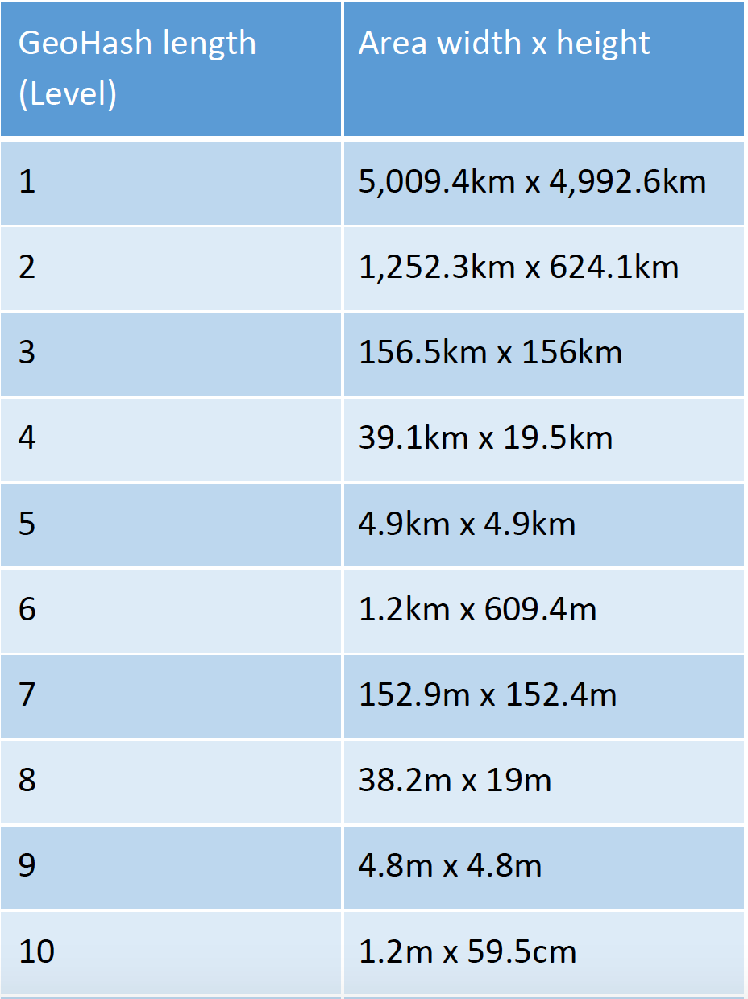 GeoHash length (Level) Area width x height
1 5,009.4km x 4,992.6km
2 1,252.3km x 624.1km
3 156.5km x 156km
4 39.1km x 19.5km
5 4.9km x 4.9km
6 1.2km x 609.4m
7 152.9m x 152.4m
8 38.2m x 19m
9 4.8m x 4.8m
10 1.2m x 59.5cm